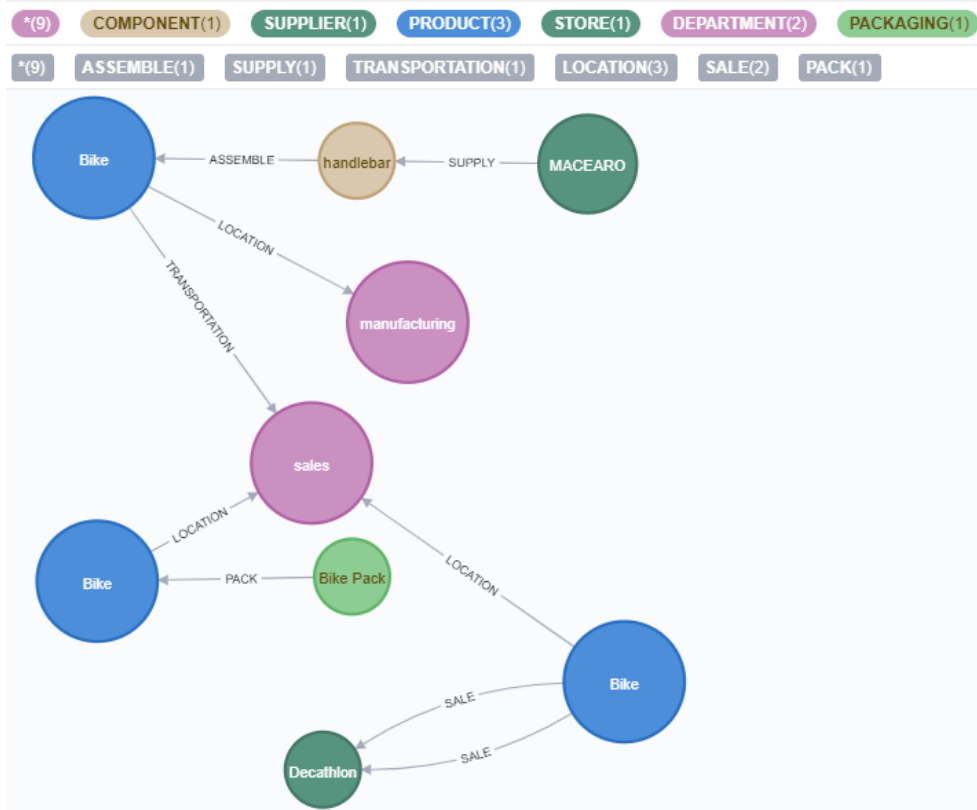 *(9) COMPONENT(1) SUPPLIER(1) PRODUCT(3) STORE(1) DEPARTMENT(2) PACKAGING(1)
*(9) ASSEMBLE(1) SUPPLY(1) TRANSPORTATION(1) LOCATION(3) SALE(2) PACK(1)
Bike ASSEMBLE handlebar SUPPLY MACEARO
LOCATION
TRANSPORTATION
manufacturing
sales
LOCATION
Bike PACK Bike Pack
LOCATION
Bike
SALE
SALE
Decathlon